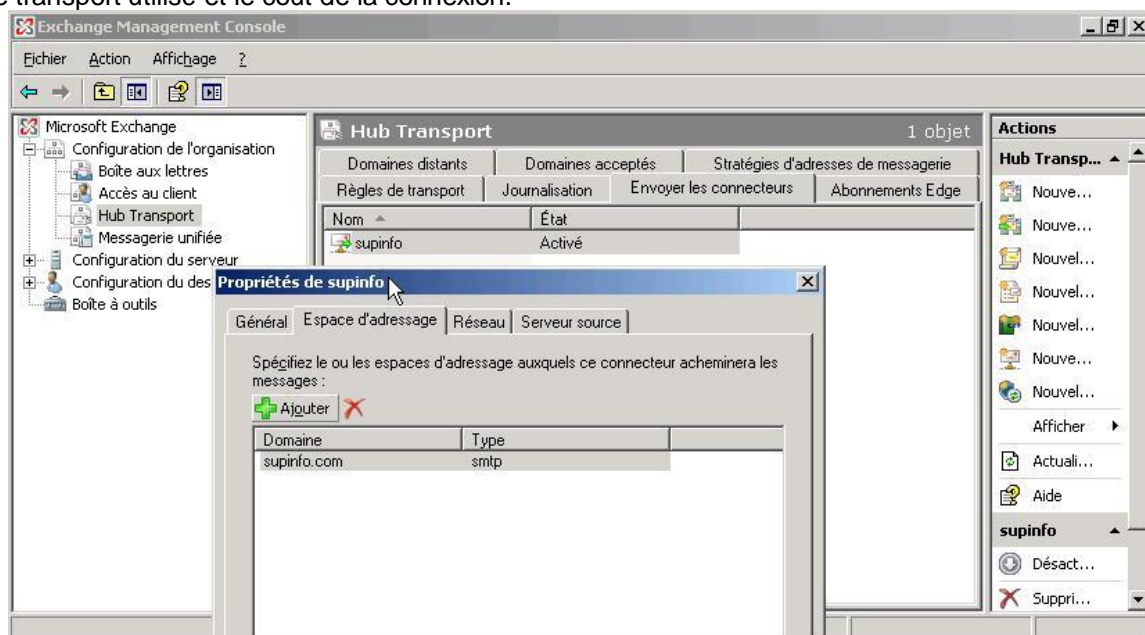 transport utilisé et le coût de la connexion.
Exchange Management Console
Fichier Action Affichage ?
Microsoft Exchange
Configuration de l'organisation
Boîte aux lettres
Accès au client
Hub Transport
Messagerie unifiée
Configuration du serveur
Configuration du des
Boîte à outils
Hub Transport 1 objet
Domaines distants Domaines acceptés Stratégies d'adresses de messagerie
Règles de transport Journalisation Envoyer les connecteurs Abonnements Edge
Nom État
supinfo Activé
Propriétés de supinfo
Général Espace d'adressage Réseau Serveur source
Spécifiez le ou les espaces d'adressage auxquels ce connecteur acheminera les
messages :
Ajouter
Domaine Type
supinfo.com smtp
Actions
Hub Transp...
Nouve...
Nouve...
Nouvel...
Nouvel...
Nouvel...
Nouve...
Nouvel...
Afficher
Actuali...
Aide
supinfo
Désact...
Suppri...